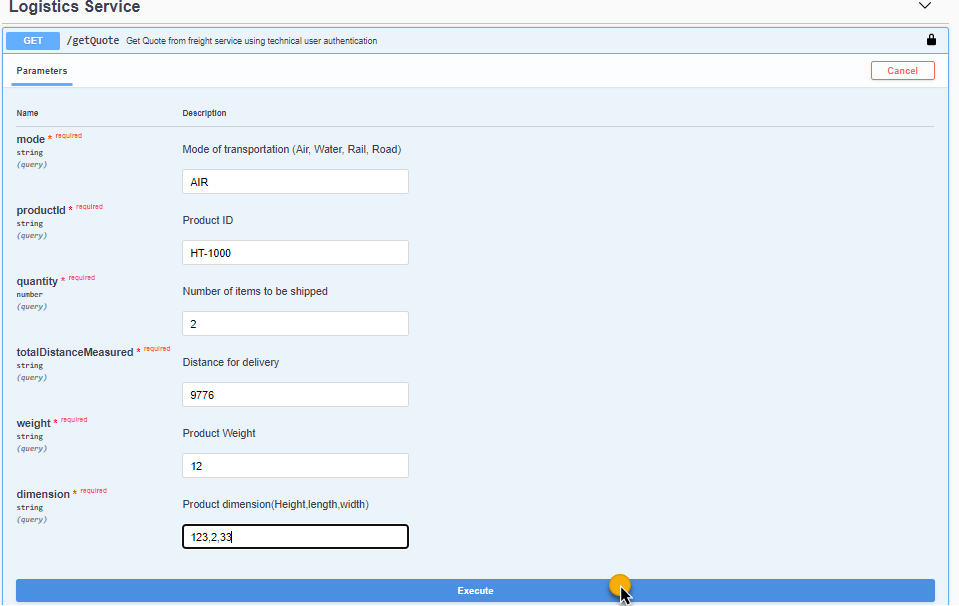 Logistics Service
GET /getQuote Get Quote from freight service using technical user authentication
Parameters Cancel
Name Description
mode * required
string
(query)
Mode of transportation (Air, Water, Rail, Road)
AIR
productId * required
string
(query)
Product ID
HT-1000
quantity * required
number
(query)
Number of items to be shipped
2
totalDistanceMeasured * required
string
(query)
Distance for delivery
9776
weight * required
string
(query)
Product Weight
12
dimension * required
string
(query)
Product dimension(Height,length,width)
123,2,33
Execute